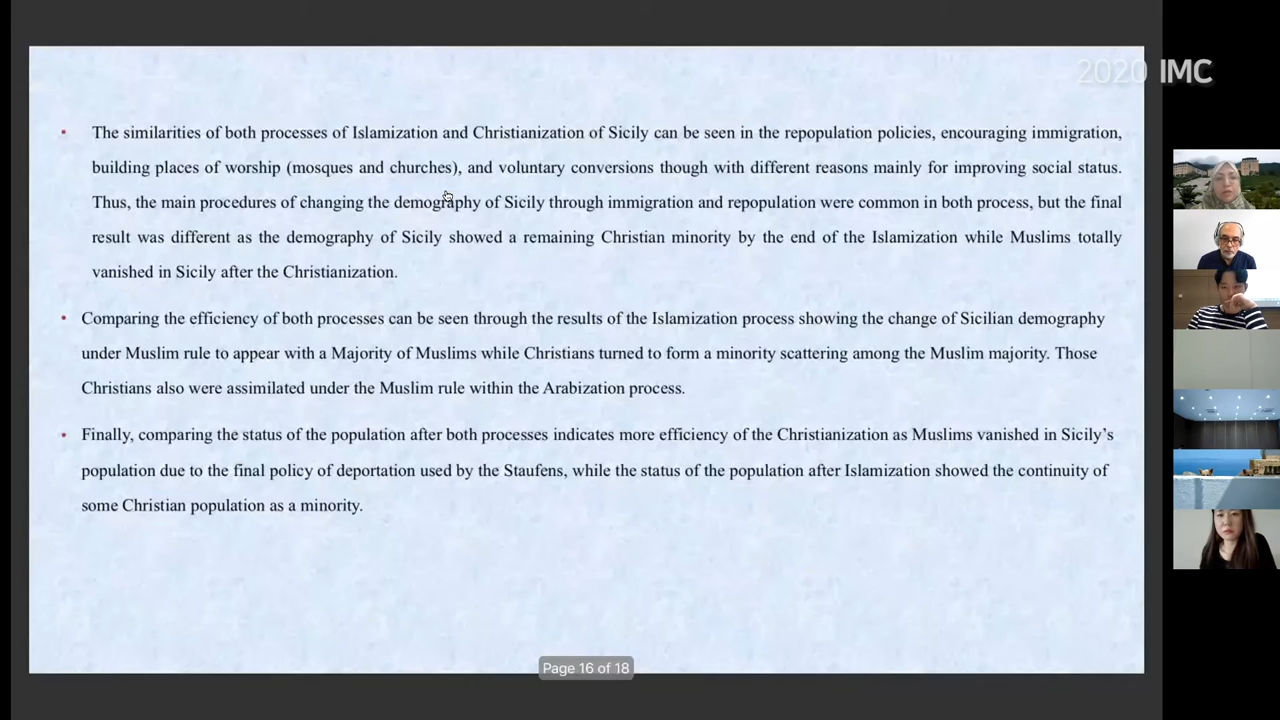 2020 IMC
• The similarities of both processes of Islamization and Christianization of Sicily can be seen in the repopulation policies, encouraging immigration,
building places of worship (mosques and churches), and voluntary conversions though with different reasons mainly for improving social status.
Thus, the main procedures of changing the demography of Sicily through immigration and repopulation were common in both process, but the final
result was different as the demography of Sicily showed a remaining Christian minority by the end of the Islamization while Muslims totally
vanished in Sicily after the Christianization.
• Comparing the efficiency of both processes can be seen through the results of the Islamization process showing the change of Sicilian demography
under Muslim rule to appear with a Majority of Muslims while Christians turned to form a minority scattering among the Muslim majority. Those
Christians also were assimilated under the Muslim rule within the Arabization process.
• Finally, comparing the status of the population after both processes indicates more efficiency of the Christianization as Muslims vanished in Sicily’s
population due to the final policy of deportation used by the Staufens, while the status of the population after Islamization showed the continuity of
some Christian population as a minority.
Page 16 of 18